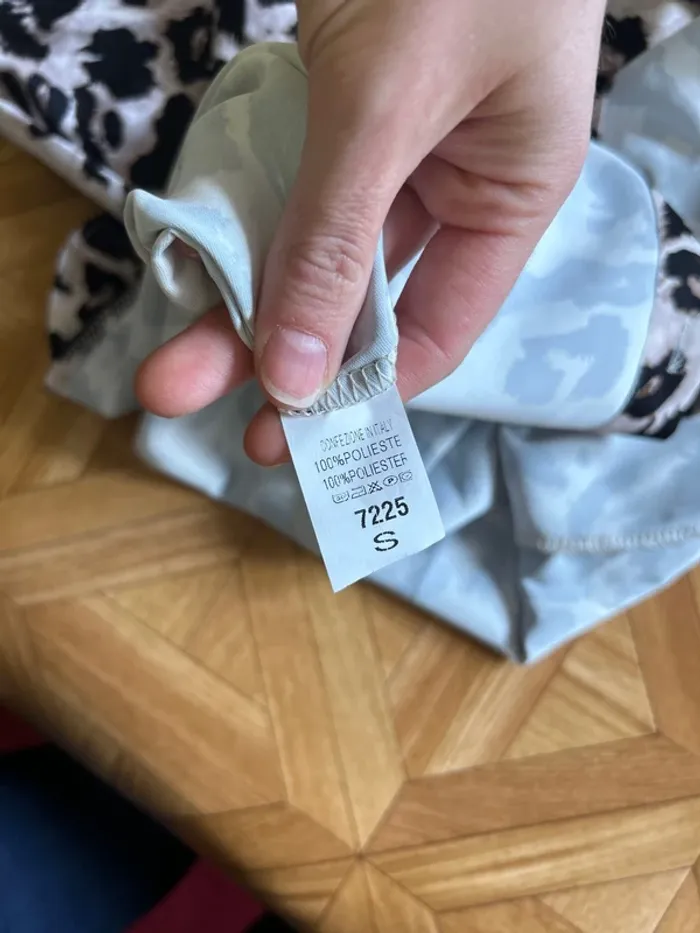 CONFEZIONE IN ITALY
100%POLIESTE
100%POLIESTER
7225
S